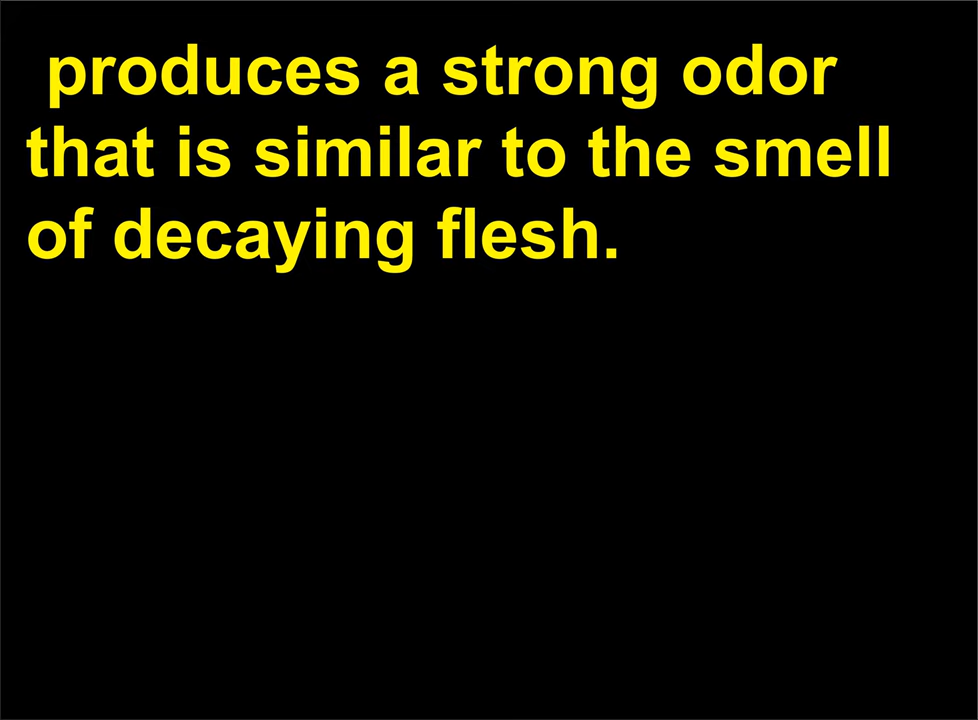 produces a strong odor
that is similar to the smell
of decaying flesh.